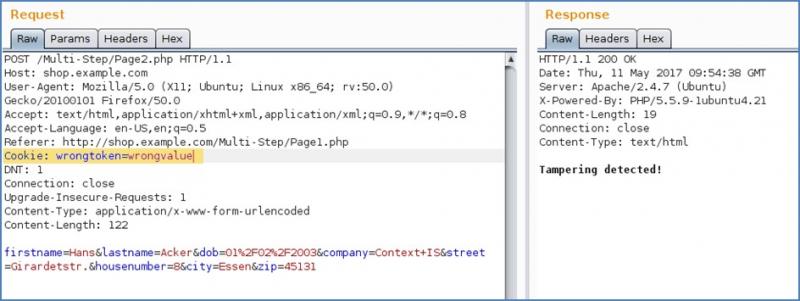 Request
Raw Params Headers Hex
POST /Multi-Step/Page2.php HTTP/1.1
Host: shop.example.com
User-Agent: Mozilla/5.0 (X11; Ubuntu; Linux x86_64; rv:50.0)
Gecko/20100101 Firefox/50.0
Accept: text/html,application/xhtml+xml,application/xml;q=0.9,*/*;q=0.8
Accept-Language: en-US,en;q=0.5
Referer: http://shop.example.com/Multi-Step/Page1.php
Cookie: wrongtoken=wrongvalue
DNT: 1
Connection: close
Upgrade-Insecure-Requests: 1
Content-Type: application/x-www-form-urlencoded
Content-Length: 122
firstname=Hans&lastname=Acker&dob=01%2F02%2F2003&company=Context+IS&street
=Girardetstr.&housenumber=8&city=Essen&zip=45131
Response
Raw Headers Hex
HTTP/1.1 200 OK
Date: Thu, 11 May 2017 09:54:38 GMT
Server: Apache/2.4.7 (Ubuntu)
X-Powered-By: PHP/5.5.9-1ubuntu4.21
Content-Length: 19
Connection: close
Content-Type: text/html
Tampering detected!